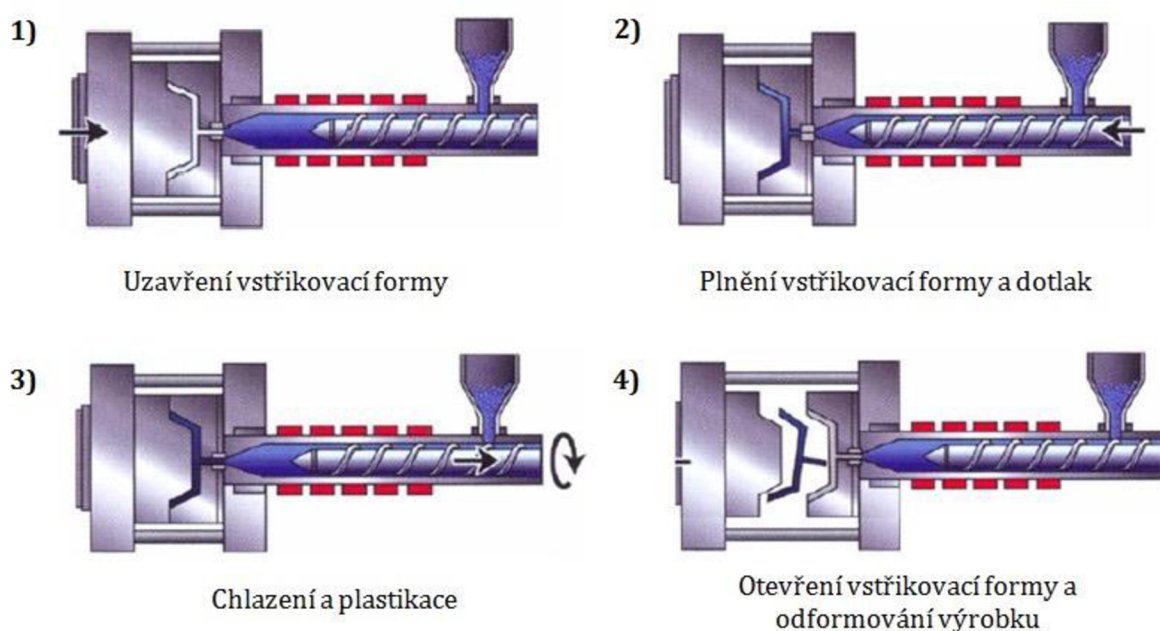 1)
2)
Uzavření vstřikovací formy
Plnění vstřikovací formy a dotlak
3)
4)
Chlazení a plastikace
Otevření vstřikovací formy a
odformování výrobku